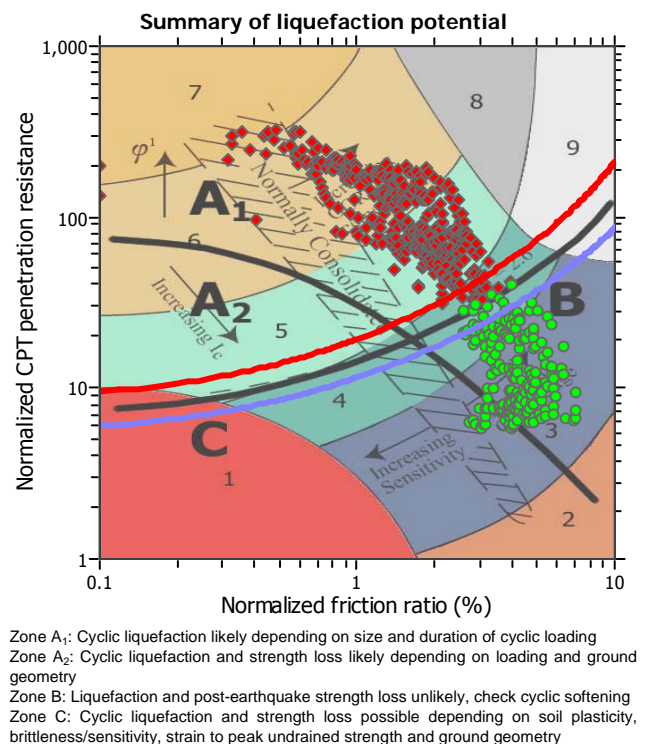 Summary of liquefaction potential
1,000
7
8
9
φ¹
Normally Consolidated
100
A₁
6
A₂
B
Increasing Ic
5
10
4
3
C
Increasing
Sensitivity
1
2
1
0.1
1
10
Normalized CPT penetration resistance
Normalized friction ratio (%)
Zone A₁: Cyclic liquefaction likely depending on size and duration of cyclic loading
Zone A₂: Cyclic liquefaction and strength loss likely depending on loading and ground
geometry
Zone B: Liquefaction and post-earthquake strength loss unlikely, check cyclic softening
Zone C: Cyclic liquefaction and strength loss possible depending on soil plasticity,
brittleness/sensitivity, strain to peak undrained strength and ground geometry